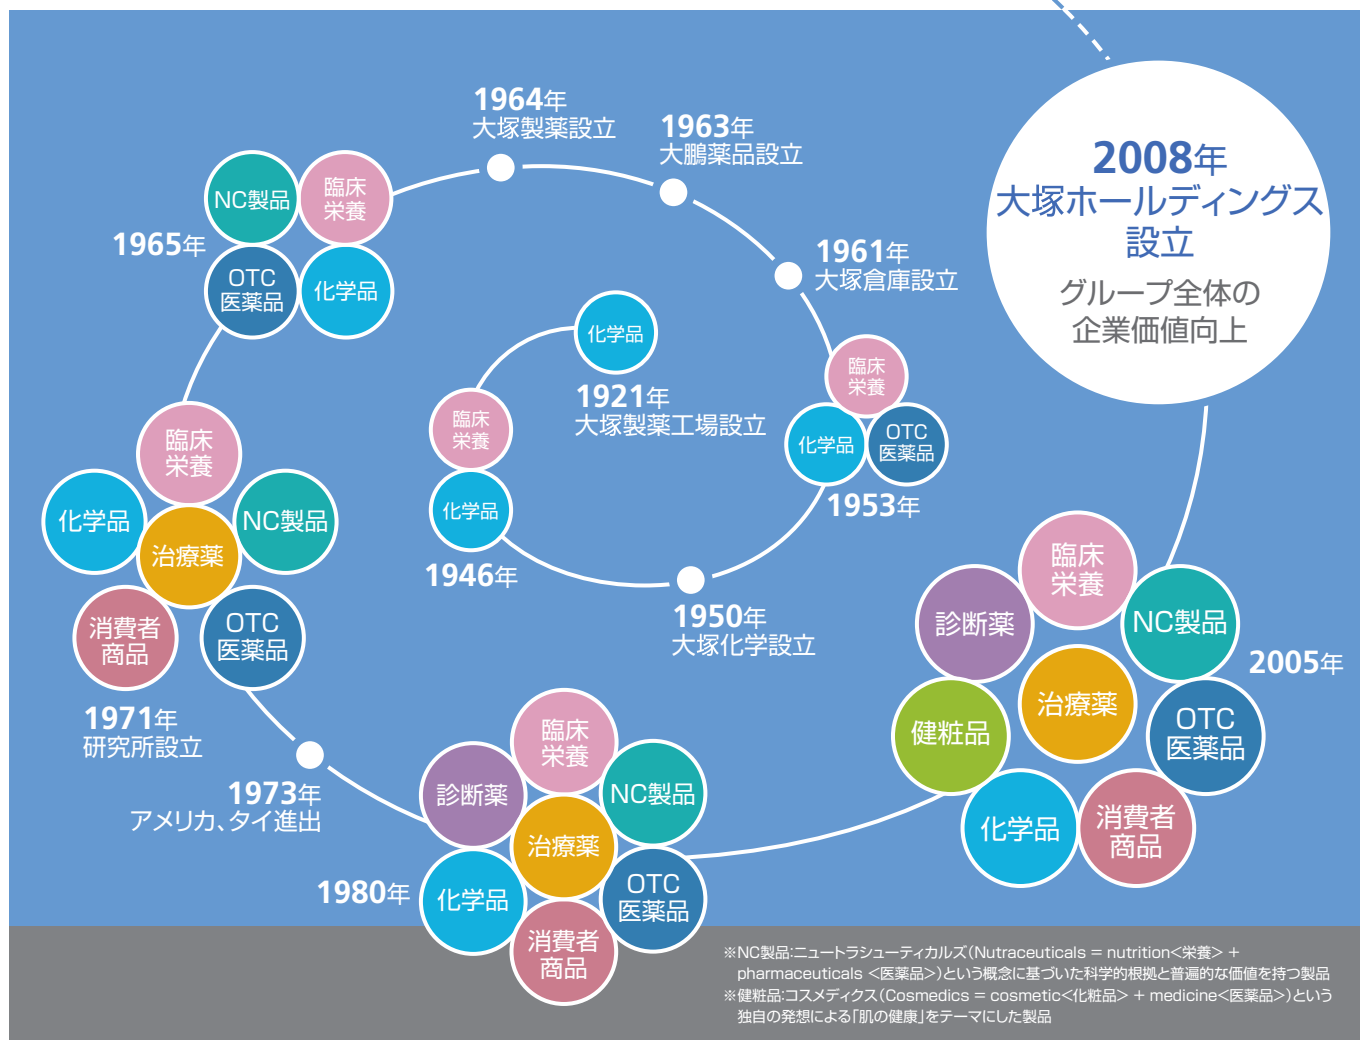 化学品
1921年
大塚製薬工場設立
臨床
栄養
化学品
1946年
1950年
大塚化学設立
臨床
栄養
化学品
OTC
医薬品
1953年
1961年
大塚倉庫設立
1963年
大鵬薬品設立
1964年
大塚製薬設立
NC製品
臨床
栄養
OTC
医薬品
化学品
1965年
臨床
栄養
化学品
NC製品
治療薬
消費者
商品
OTC
医薬品
1971年
研究所設立
1973年
アメリカ、タイ進出
臨床
栄養
診断薬
NC製品
治療薬
化学品
OTC
医薬品
消費者
商品
1980年
臨床
栄養
診断薬
NC製品
治療薬
健粧品
OTC
医薬品
化学品
消費者
商品
2005年
2008年
大塚ホールディングス
設立
グループ全体の
企業価値向上
※NC製品:ニュートラシューティカルズ(Nutraceuticals = nutrition<栄養> +
pharmaceuticals <医薬品>)という概念に基づいた科学的根拠と普遍的な価値を持つ製品
※健粧品:コスメディクス(Cosmedics = cosmetic<化粧品> + medicine<医薬品>)という
独自の発想による「肌の健康」をテーマにした製品